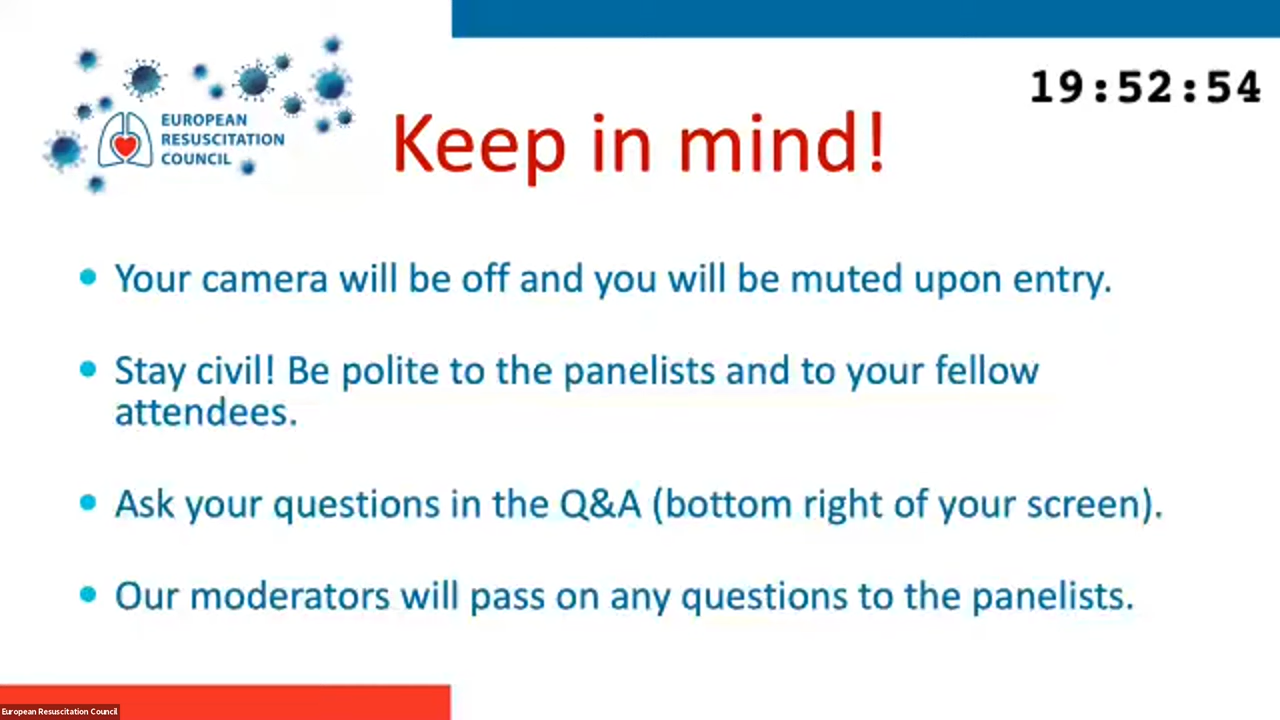 19:52:54
EUROPEAN
RESUSCITATION
COUNCIL
Keep in mind!
• Your camera will be off and you will be muted upon entry.
• Stay civil! Be polite to the panelists and to your fellow
attendees.
• Ask your questions in the Q&A (bottom right of your screen).
• Our moderators will pass on any questions to the panelists.
European Resuscitation Council